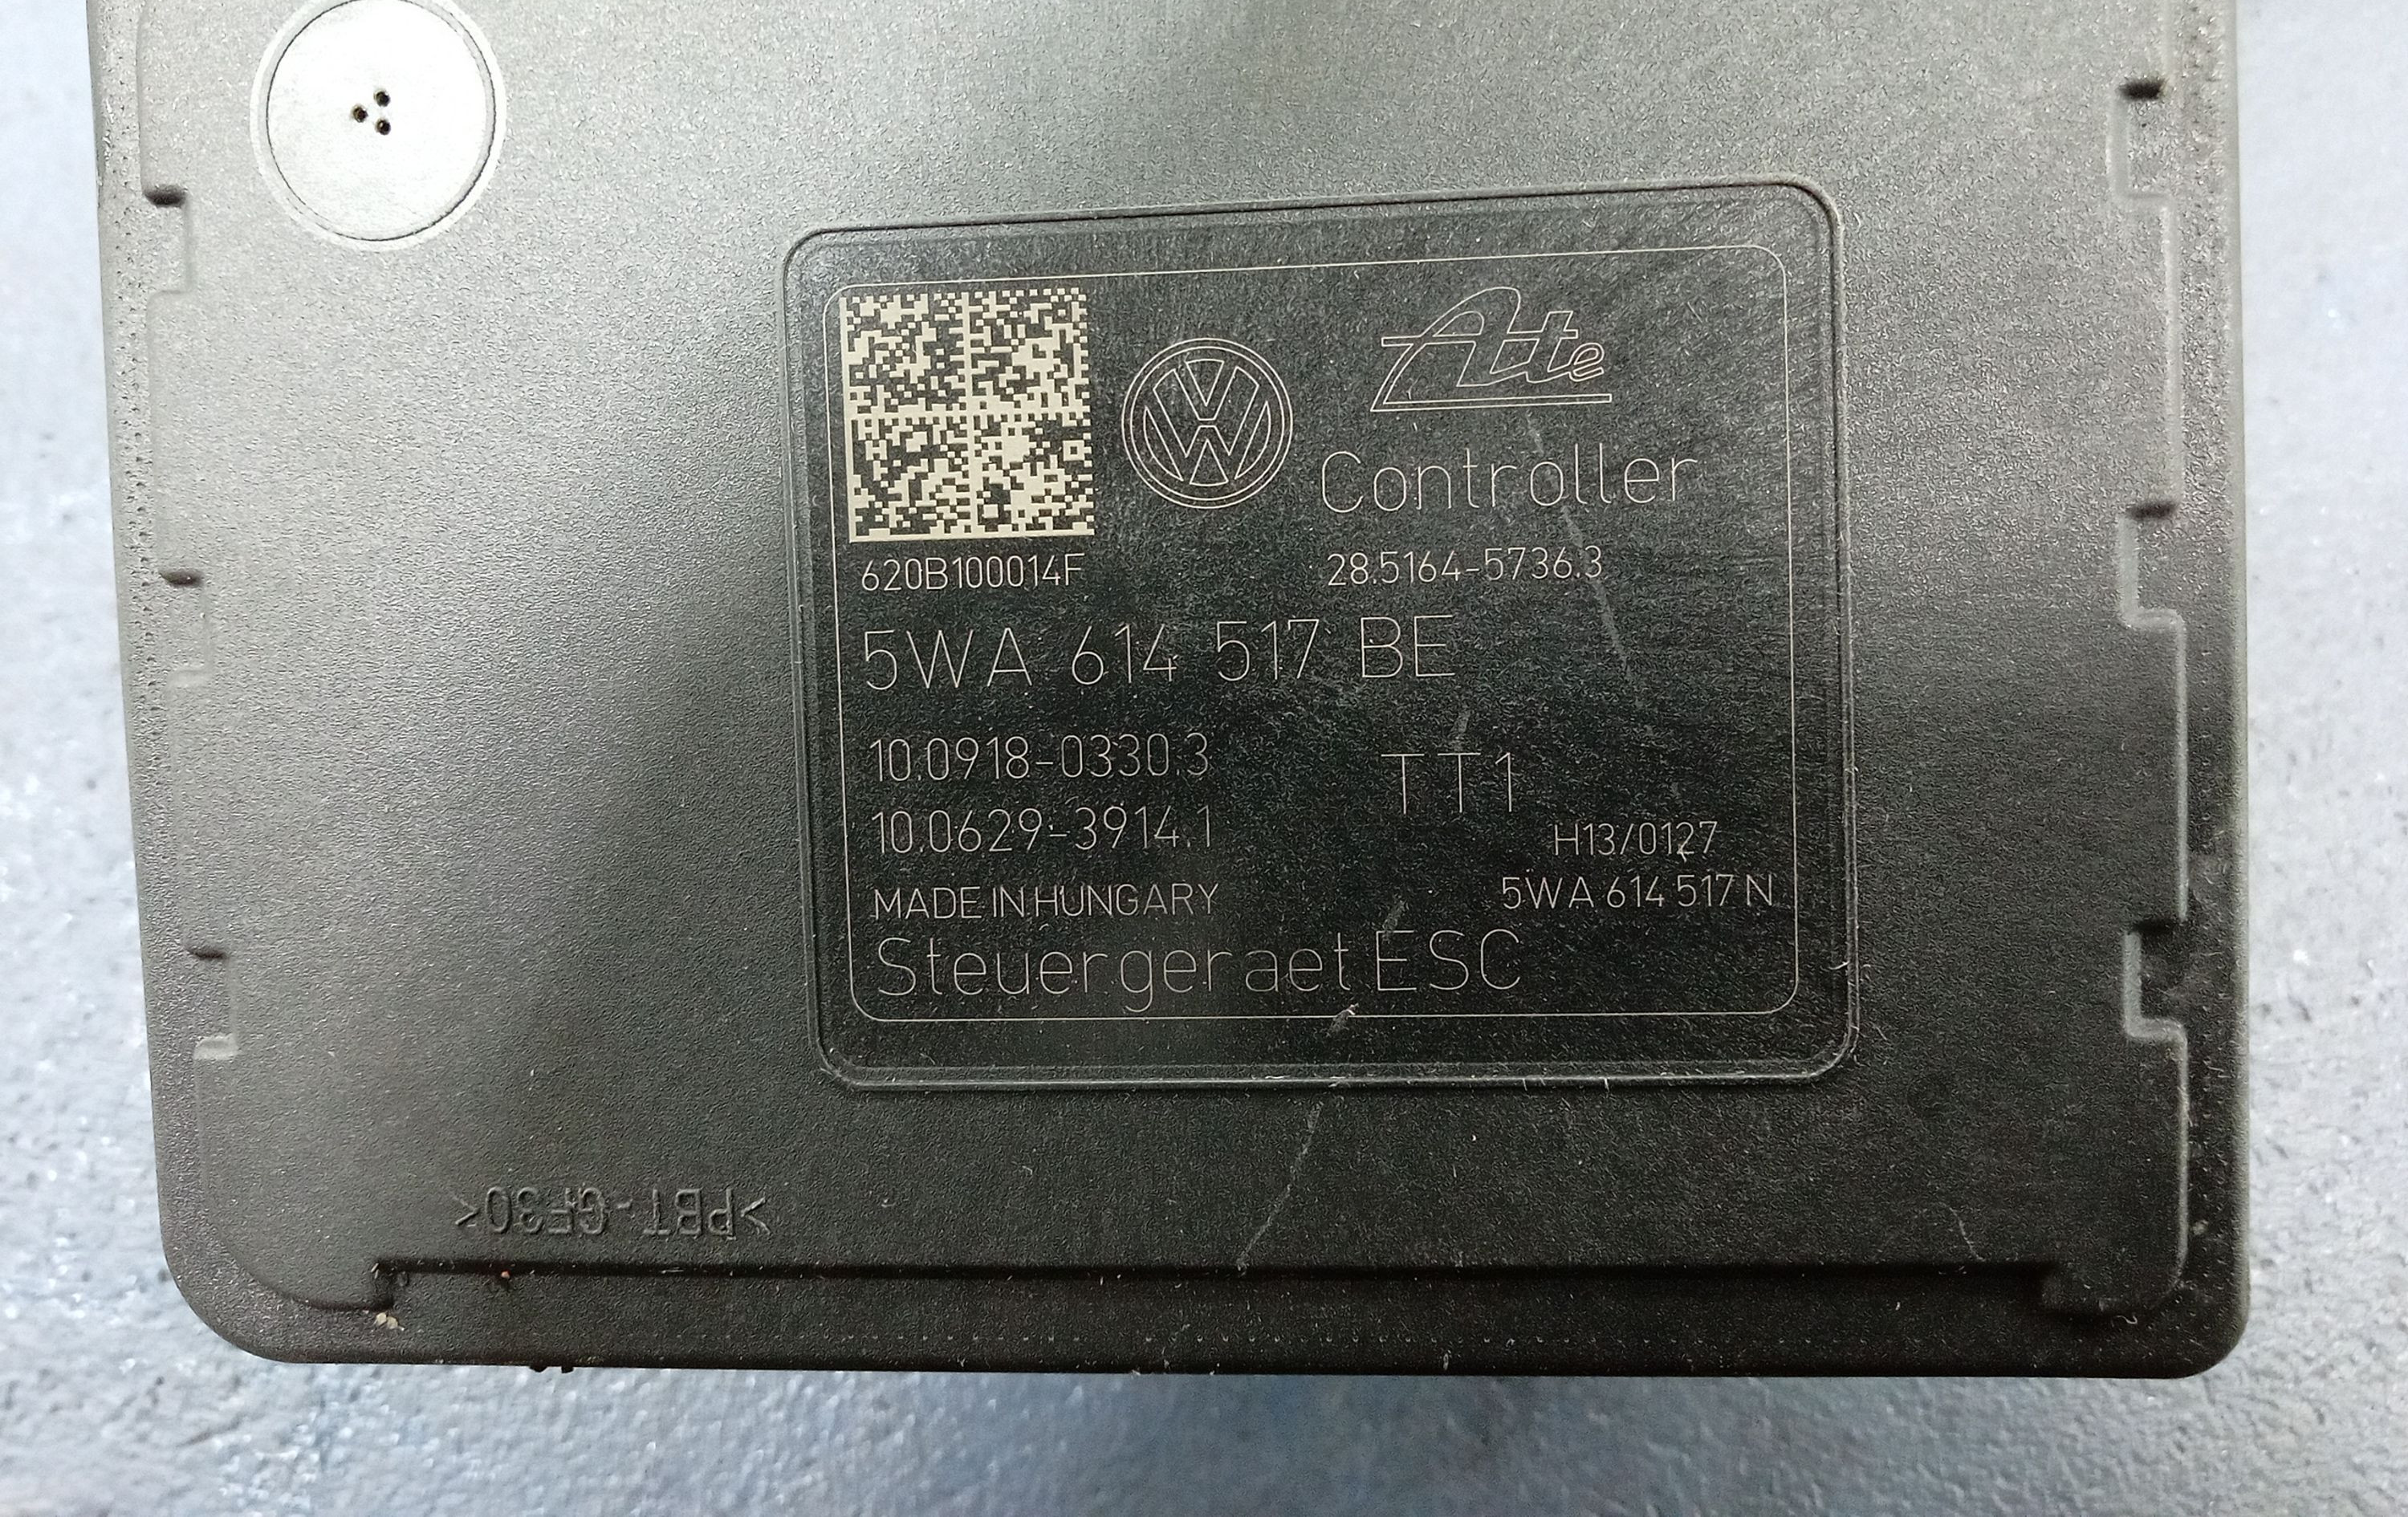 Ate
Controller
620B100014F
28.5164-5736.3
5WA 614 517 BE
10.0918-0330.3
TT1
10.0629-3914.1
H13/0127
MADE IN HUNGARY
5WA 614 517 N
Steuergeraet ESC
>PBT-GF30<